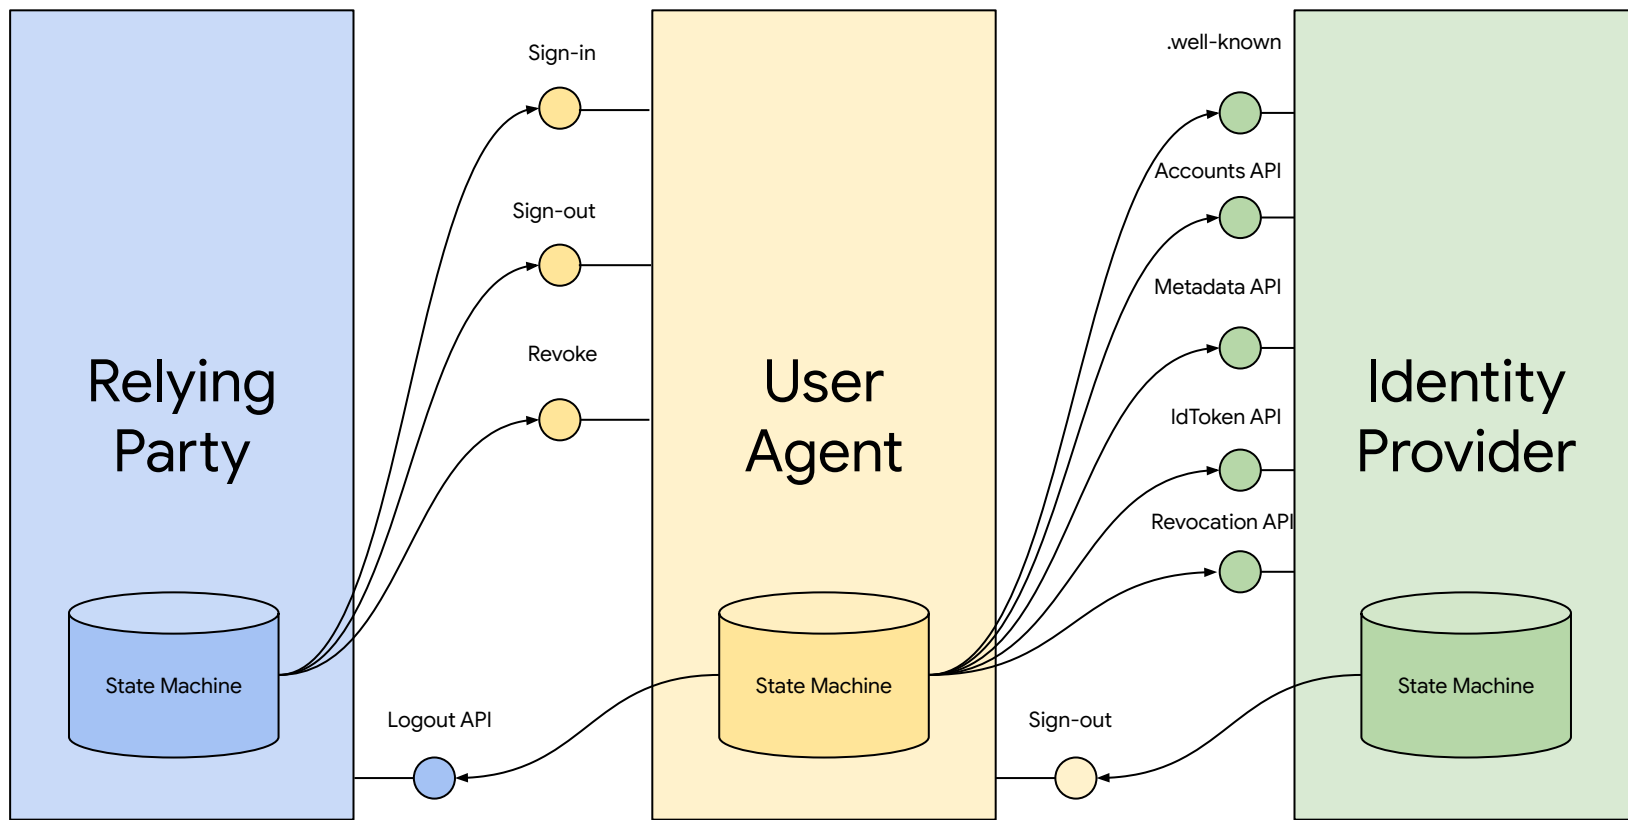 Relying
Party
State Machine
Sign-in
Sign-out
Revoke
Logout API
User
Agent
State Machine
.well-known
Accounts API
Metadata API
IdToken API
Revocation API
Sign-out
Identity
Provider
State Machine